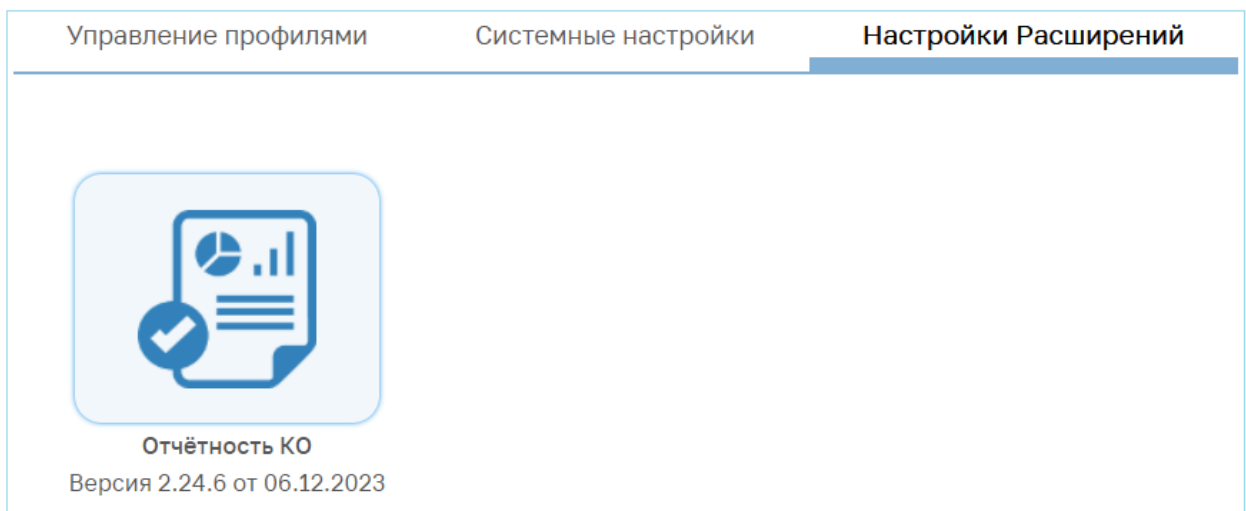 Управление профилями Системные настройки Настройки Расширений
Отчётность КО
Версия 2.24.6 от 06.12.2023